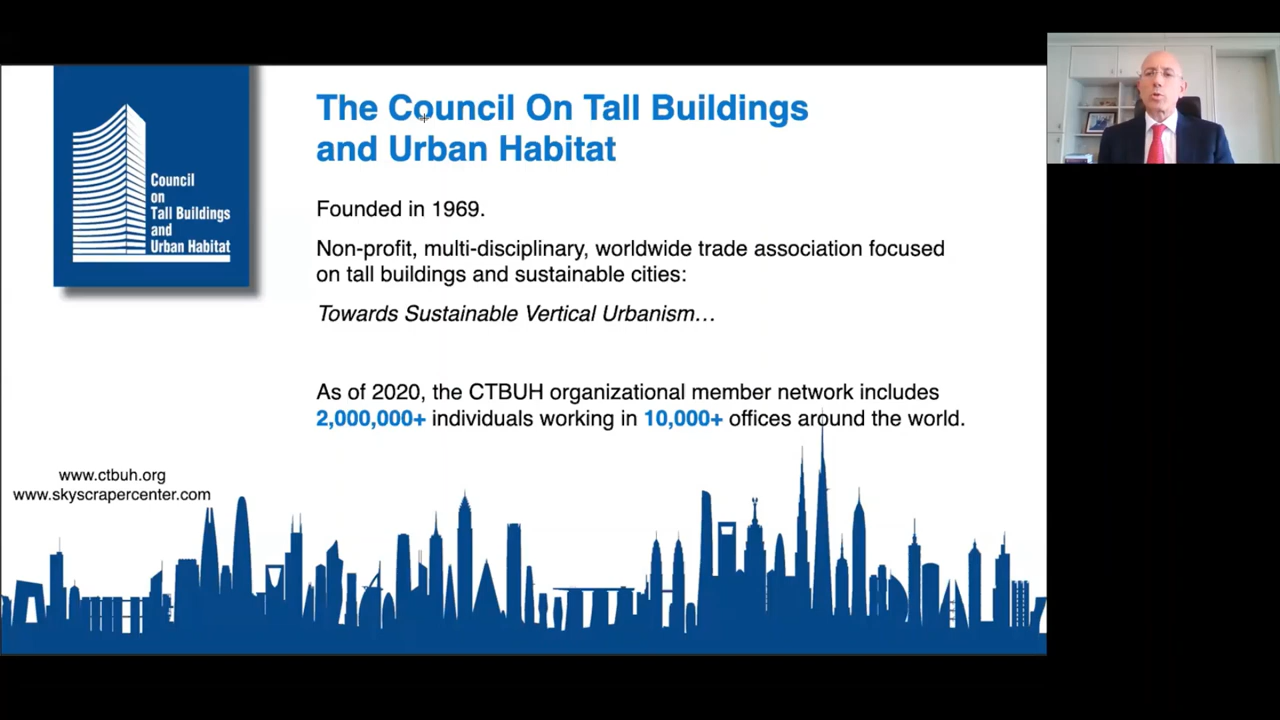 Council
on
Tall Buildings
and
Urban Habitat
The Council On Tall Buildings
and Urban Habitat
Founded in 1969.
Non-profit, multi-disciplinary, worldwide trade association focused
on tall buildings and sustainable cities:
Towards Sustainable Vertical Urbanism…
As of 2020, the CTBUH organizational member network includes
2,000,000+ individuals working in 10,000+ offices around the world.
www.ctbuh.org
www.skyscrapercenter.com